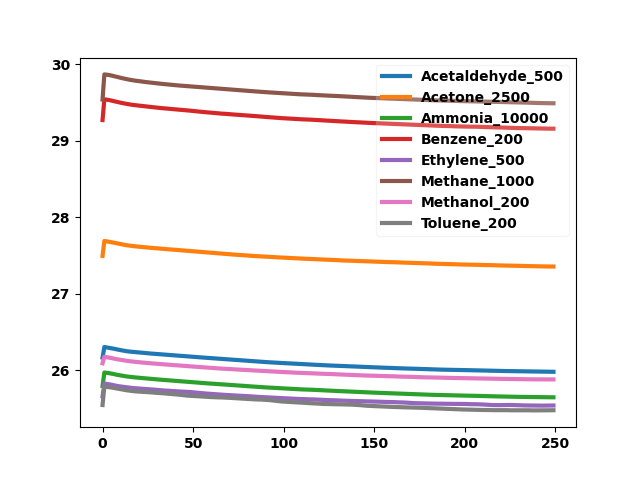 30
29
28
27
26
0
50
100
150
200
250
Acetaldehyde_500
Acetone_2500
Ammonia_10000
Benzene_200
Ethylene_500
Methane_1000
Methanol_200
Toluene_200